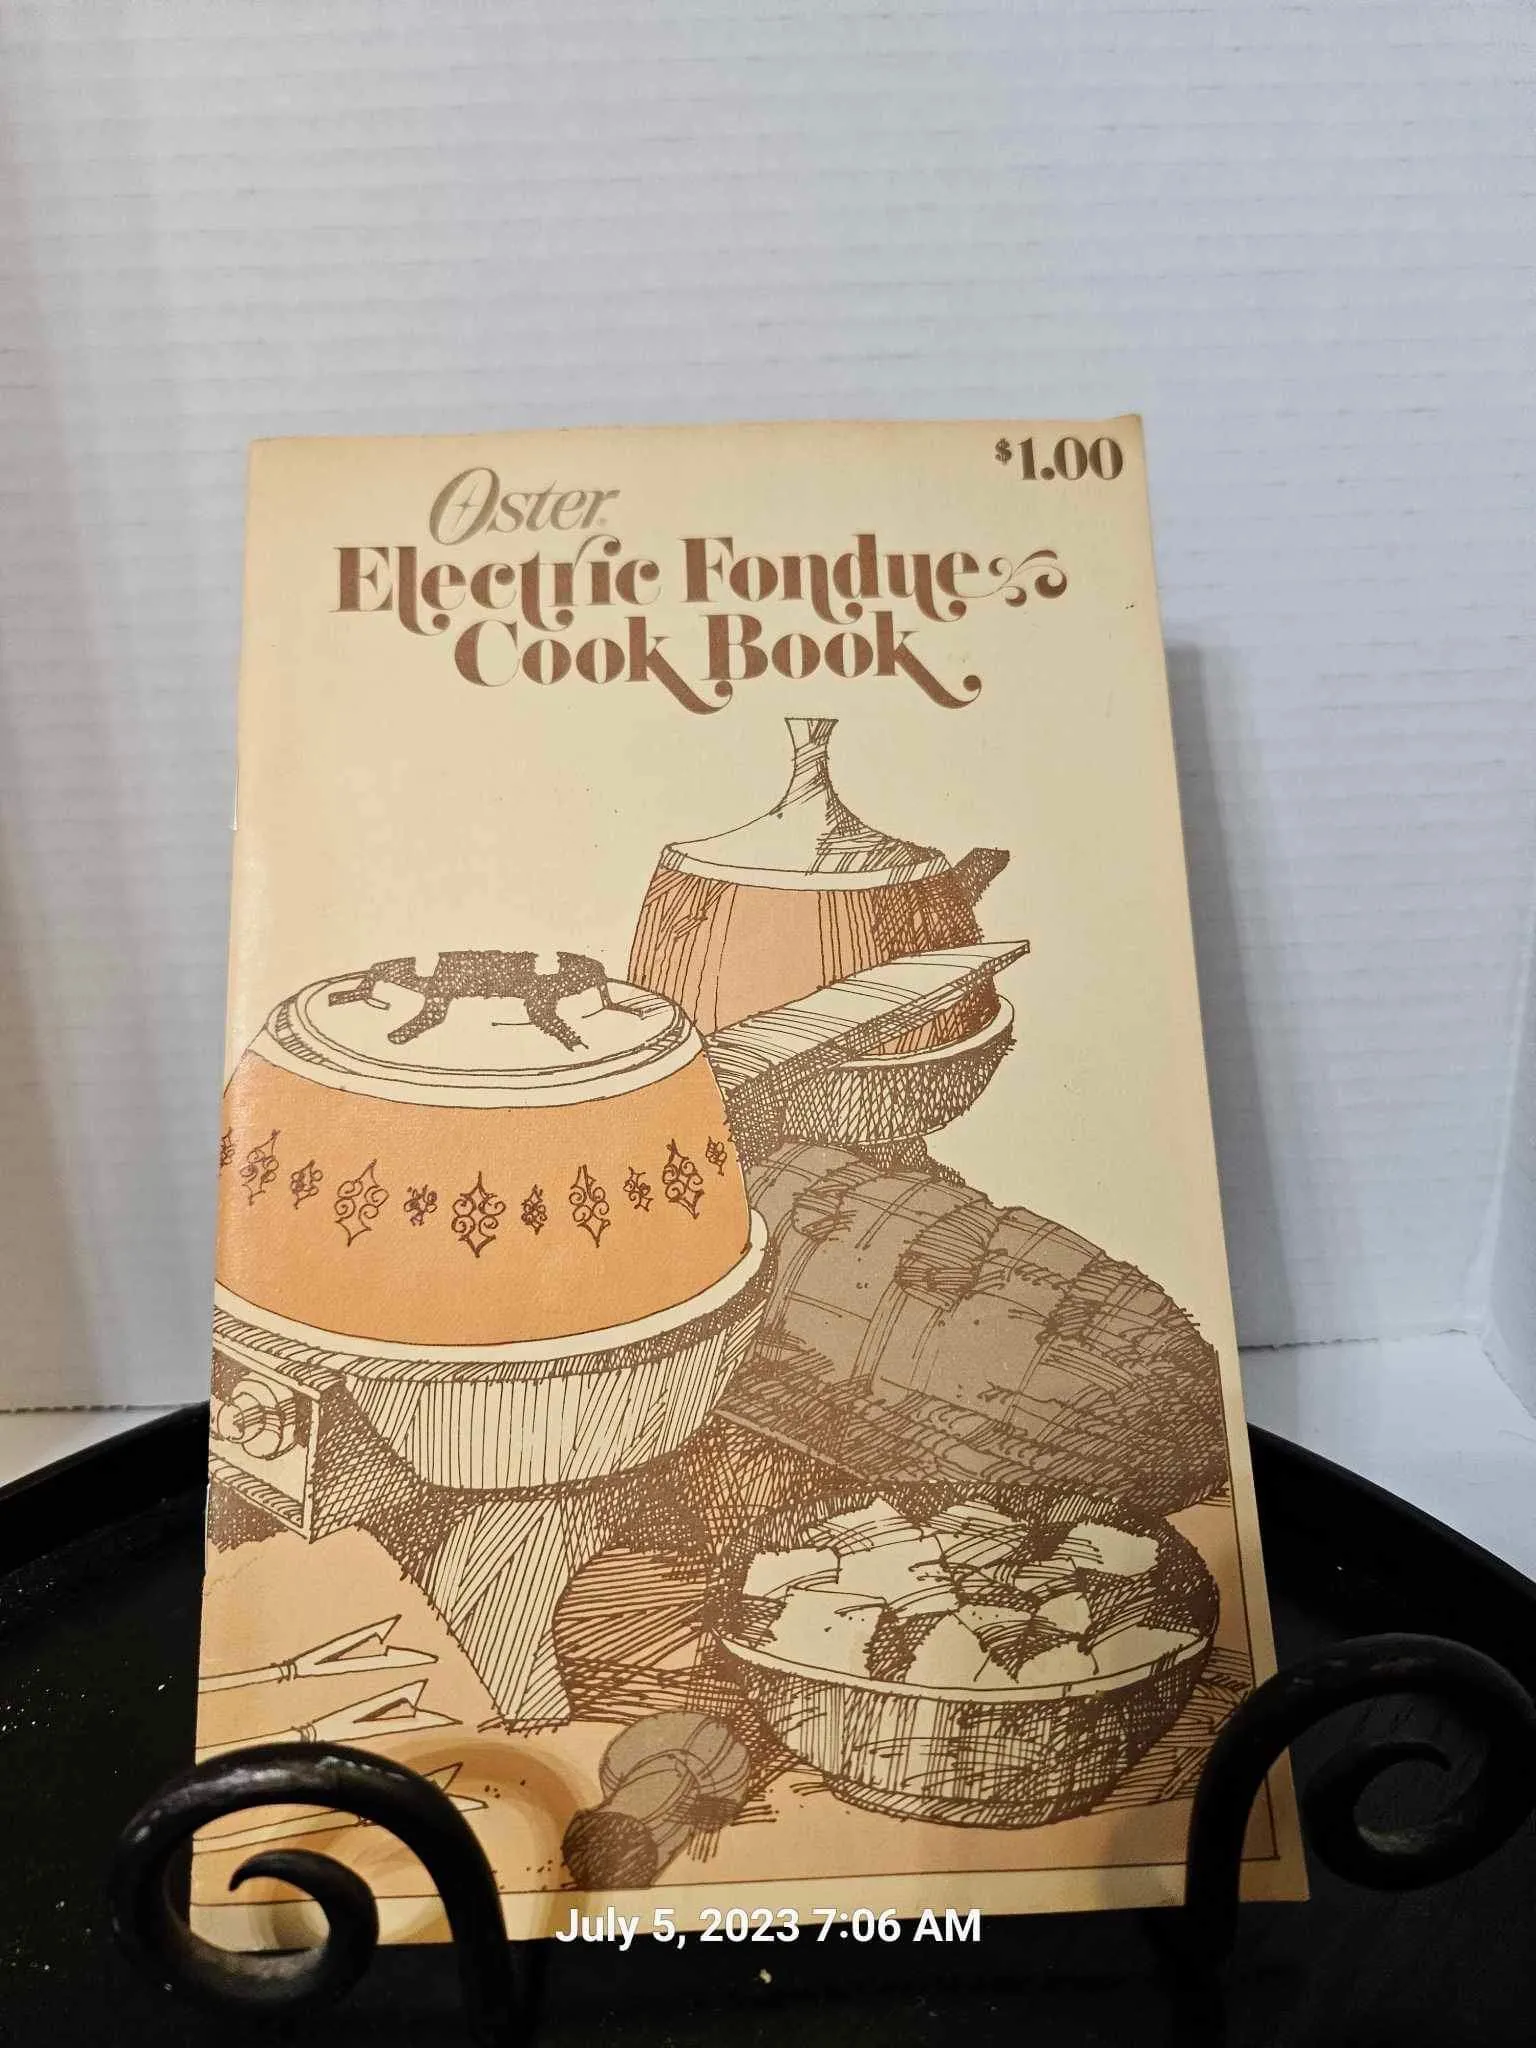 $1.00
Oster
Electric Fondue
Cook Book
July 5, 2023 7:06 AM